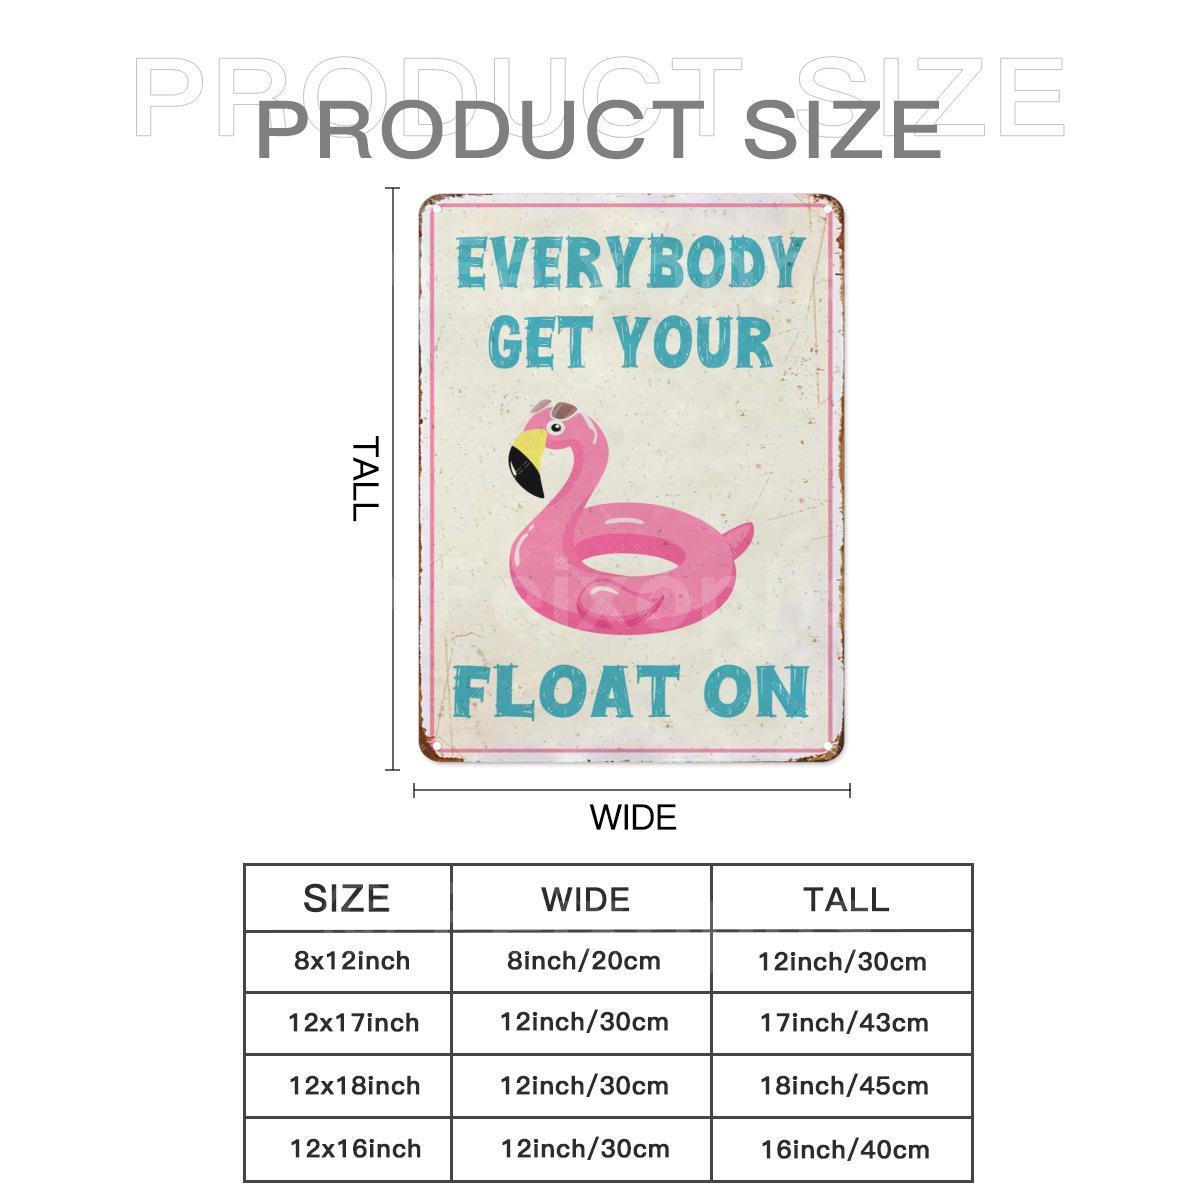 PRODUCT SIZE
PRODUCT SIZE
EVERYBODY
GET YOUR
FLOAT ON
TALL
WIDE
SIZE WIDE TALL
8x12inch 8inch/20cm 12inch/30cm
12x17inch 12inch/30cm 17inch/43cm
12x18inch 12inch/30cm 18inch/45cm
12x16inch 12inch/30cm 16inch/40cm